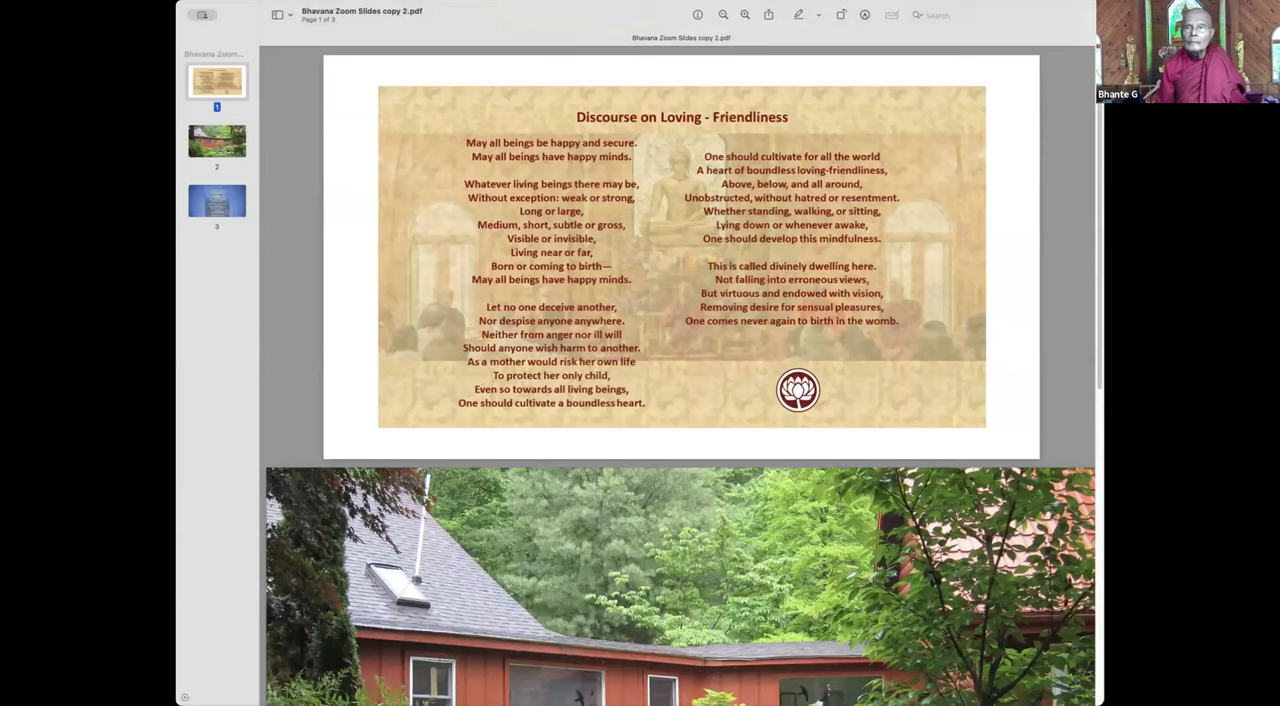 Bhavana Zoom Slides copy 2.pdf
Page 1 of 3
Search
Bhavana Zoom Slides copy 2.pdf
Bhavana Zoom...
1
2
3
Bhante G
Discourse on Loving - Friendliness
May all beings be happy and secure.
May all beings have happy minds.
Whatever living beings there may be,
Without exception: weak or strong,
Long or large,
Medium, short, subtle or gross,
Visible or invisible,
Living near or far,
Born or coming to birth—
May all beings have happy minds.
Let no one deceive another,
Nor despise anyone anywhere.
Neither from anger nor ill will
Should anyone wish harm to another.
As a mother would risk her own life
To protect her only child,
Even so towards all living beings,
One should cultivate a boundless heart.
One should cultivate for all the world
A heart of boundless loving-friendliness,
Above, below, and all around,
Unobstructed, without hatred or resentment.
Whether standing, walking, or sitting,
Lying down or whenever awake,
One should develop this mindfulness.
This is called divinely dwelling here.
Not falling into erroneous views,
But virtuous and endowed with vision,
Removing desire for sensual pleasures,
One comes never again to birth in the womb.